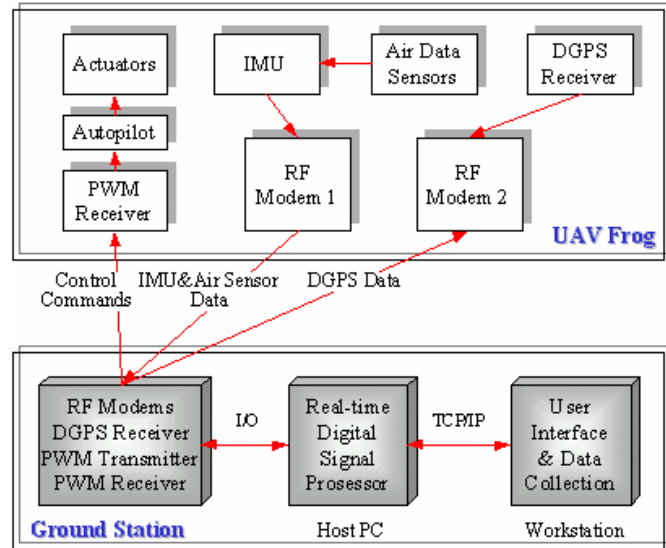 Actuators
IMU
Air Data
Sensors
DGPS
Receiver
Autopilot
PWM
Receiver
RF
Modem 1
RF
Modem 2
UAV Frog
Control
Commands
IMU&Air Sensor
Data
DGPS Data
RF Modems
DGPS Receiver
PWM Transmitter
PWM Receiver
I/O
Real-time
Digital
Signal
Prosessor
TCP/IP
User
Interface
& Data
Collection
Ground Station
Host PC
Workstation